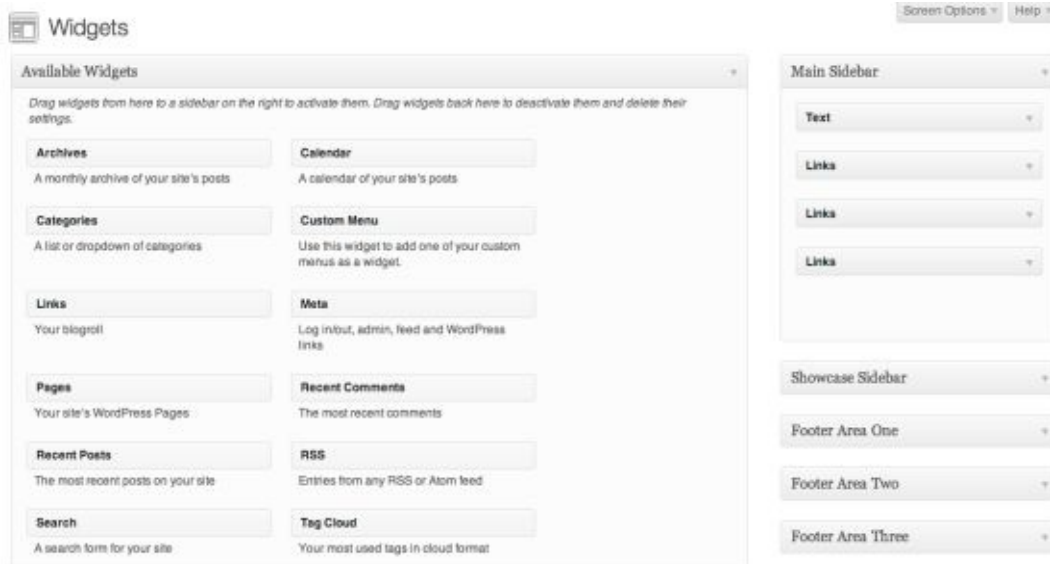 Screen Options Help
Widgets
Available Widgets
Drag widgets from here to a sidebar on the right to activate them. Drag widgets back here to deactivate them and delete their
settings.
Archives
A monthly archive of your site's posts
Calendar
A calendar of your site's posts
Categories
A list or dropdown of categories
Custom Menu
Use this widget to add one of your custom
menus as a widget.
Links
Your blogroll
Meta
Log in/out, admin, feed and WordPress
links
Pages
Your site's WordPress Pages
Recent Comments
The most recent comments
Recent Posts
The most recent posts on your site
RSS
Entries from any RSS or Atom feed
Search
A search form for your site
Tag Cloud
Your most used tags in cloud format
Main Sidebar
Text
Links
Links
Links
Showcase Sidebar
Footer Area One
Footer Area Two
Footer Area Three